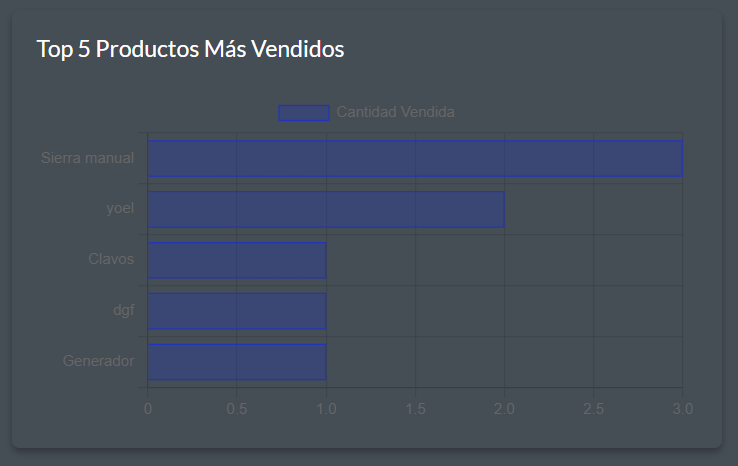 Top 5 Productos Más Vendidos
Cantidad Vendida
Sierra manual
yoel
Clavos
dgf
Generador
0 0.5 1.0 1.5 2.0 2.5 3.0